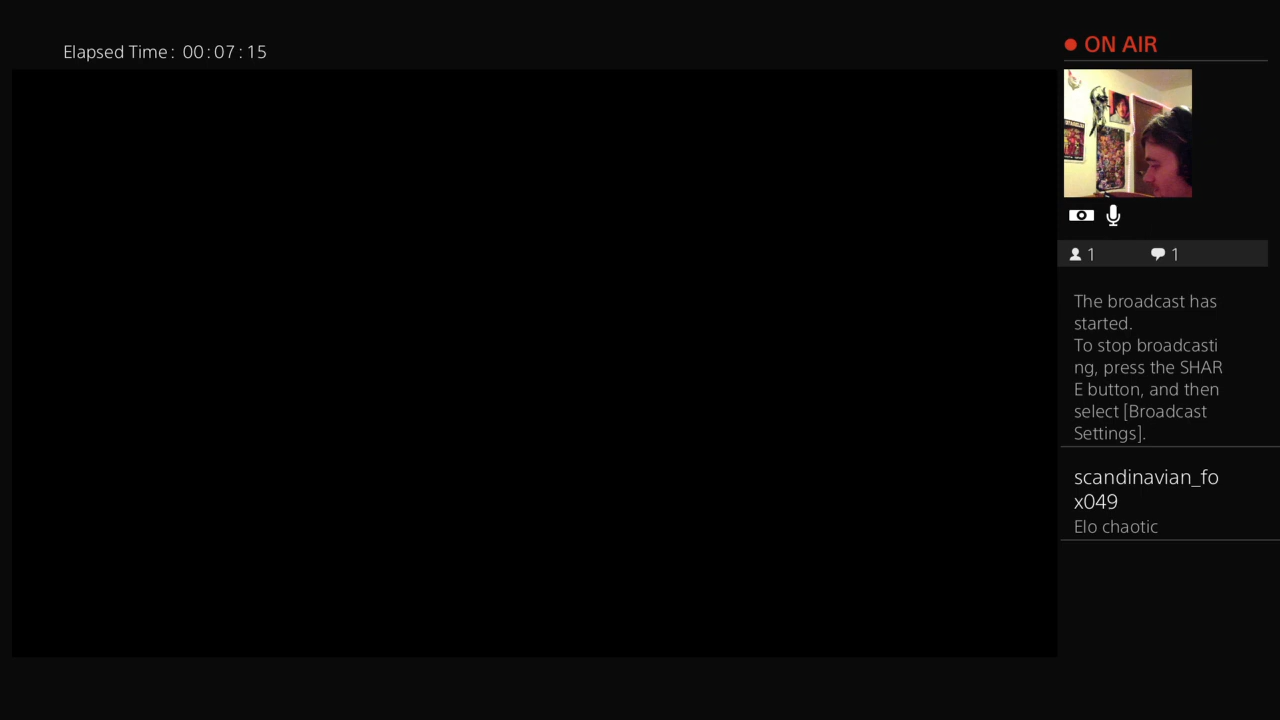 Elapsed Time: 00:07:15
ON AIR
1 1
The broadcast has
started.
To stop broadcasti
ng, press the SHAR
E button, and then
select [Broadcast
Settings].
scandinavian_fo
x049
Elo chaotic